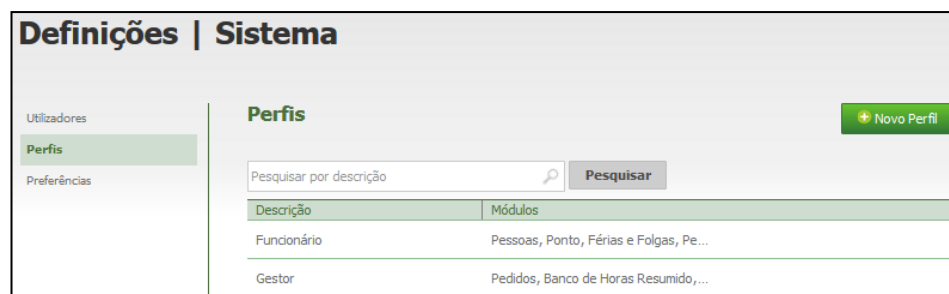 Definições | Sistema
Utilizadores
Perfis
Preferências
Perfis
Novo Perfil
Pesquisar por descrição
Pesquisar
Descrição Módulos
Funcionário Pessoas, Ponto, Férias e Folgas, Pe...
Gestor Pedidos, Banco de Horas Resumido,...